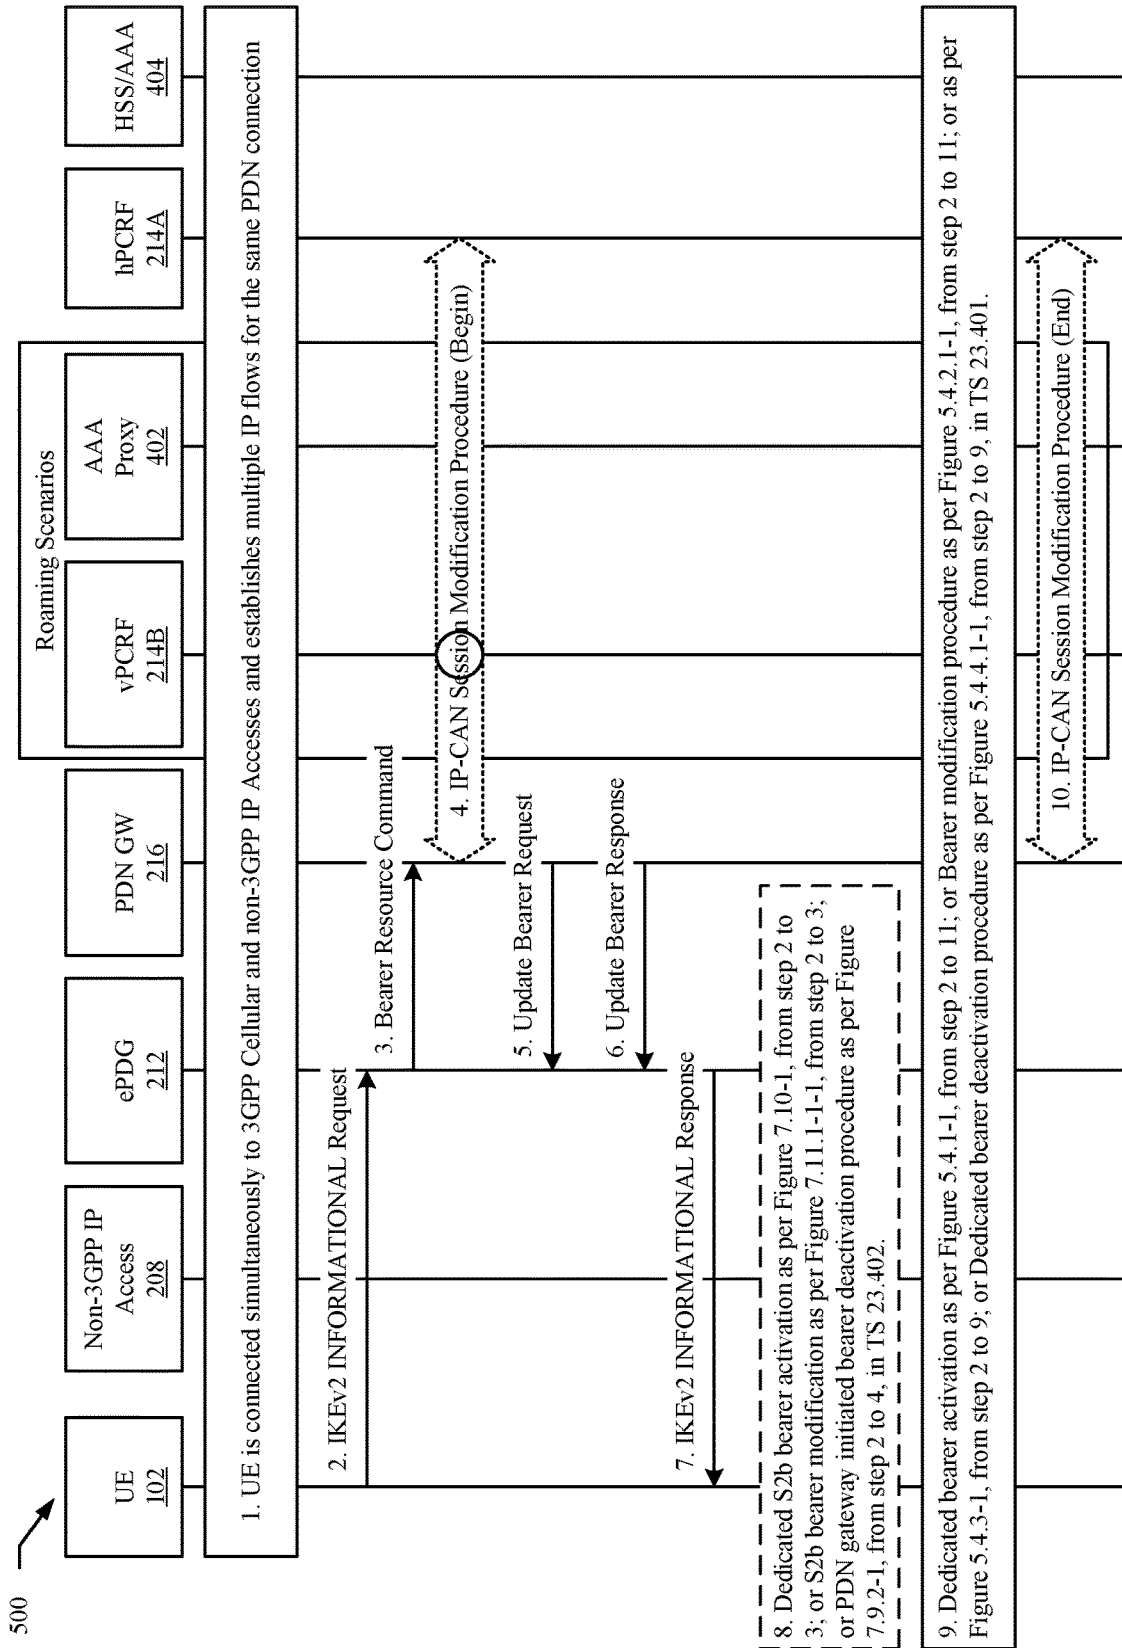 500
Roaming Scenarios
UE
102
Non-3GPP IP
Access
208
ePDG
212
PDN GW
216
vPCRF
214B
AAA
Proxy
402
hPCRF
214A
HSS/AAA
404
1. UE is connected simultaneously to 3GPP Cellular and non-3GPP IP Accesses and establishes multiple IP flows for the same PDN connection
2. IKEv2 INFORMATIONAL Request
3. Bearer Resource Command
4. IP-CAN Session Modification Procedure (Begin)
5. Update Bearer Request
6. Update Bearer Response
7. IKEv2 INFORMATIONAL Response
8. Dedicated S2b bearer activation as per Figure 7.10-1, from step 2 to
3; or S2b bearer modification as per Figure 7.11.1-1-1, from step 2 to 3;
or PDN gateway initiated bearer deactivation procedure as per Figure
7.9.2-1, from step 2 to 4, in TS 23.402.
9. Dedicated bearer activation as per Figure 5.4.1-1, from step 2 to 11; or Bearer modification procedure as per Figure 5.4.2.1-1, from step 2 to 11; or as per
Figure 5.4.3-1, from step 2 to 9; or Dedicated bearer deactivation procedure as per Figure 5.4.4.1-1, from step 2 to 9, in TS 23.401.
10. IP-CAN Session Modification Procedure (End)